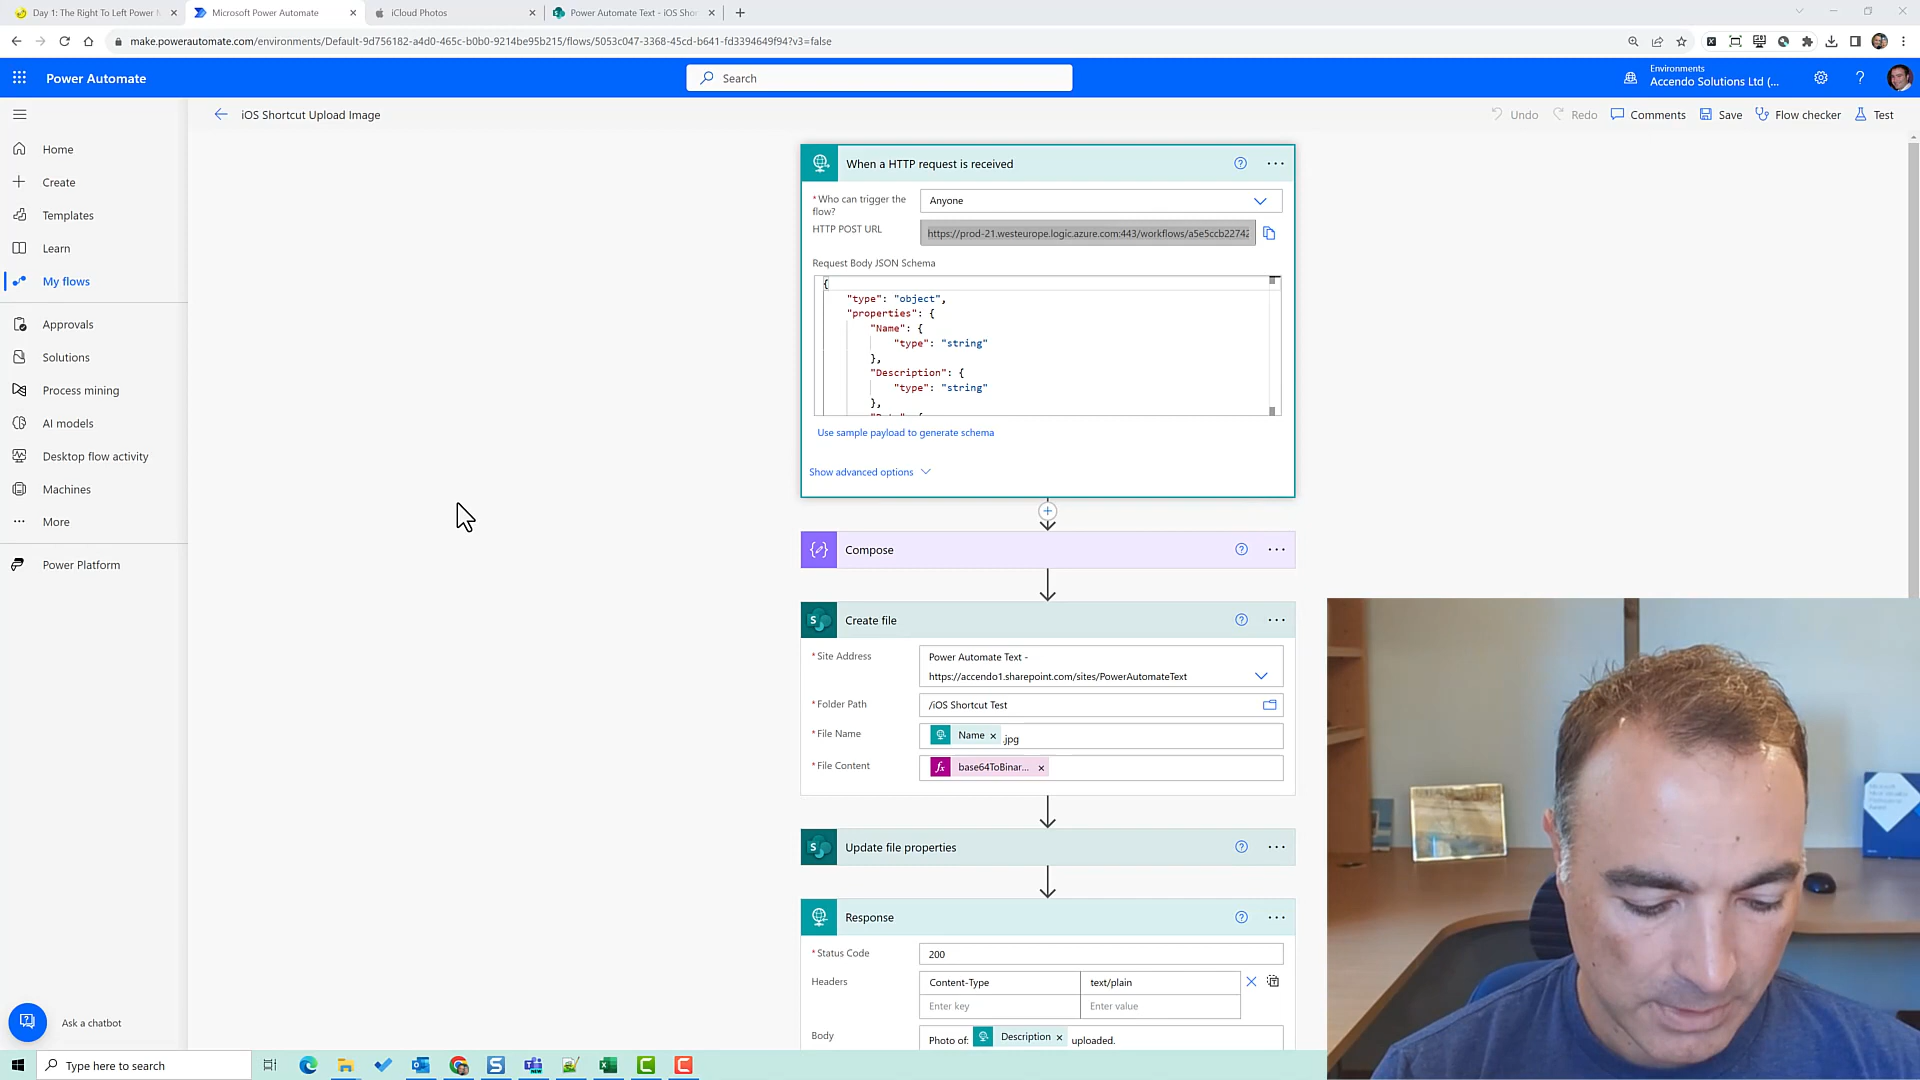 Day 1: The Right To Left Power
Microsoft Power Automate
iCloud Photos
Power Automate Text - iOS Shor
make.powerautomate.com/environments/Default-9d756182-a4d0-465c-b0b0-9214be95b215/flows/5053c047-3368-45cd-b641-fd3394649f94?v3=false
Power Automate
Search
Environments
Accendo Solutions Ltd (...
iOS Shortcut Upload Image
Undo
Redo
Comments
Save
Flow checker
Test
Home
Create
Templates
Learn
My flows
Approvals
Solutions
Process mining
AI models
Desktop flow activity
Machines
More
Power Platform
Ask a chatbot
When a HTTP request is received
* Who can trigger the flow?
Anyone
HTTP POST URL
https://prod-21.westeurope.logic.azure.com:443/workflows/a5e5ccb22742
Request Body JSON Schema
{
"type": "object",
"properties": {
"Name": {
"type": "string"
},
"Description": {
"type": "string"
},
Use sample payload to generate schema
Show advanced options
Compose
Create file
* Site Address
Power Automate Text -
https://accendo1.sharepoint.com/sites/PowerAutomateText
* Folder Path
/iOS Shortcut Test
* File Name
Name × .jpg
* File Content
fx base64ToBinar... ×
Update file properties
Response
* Status Code
200
Headers
Content-Type
text/plain
Enter key
Enter value
Body
Photo of: Description × uploaded.
Type here to search